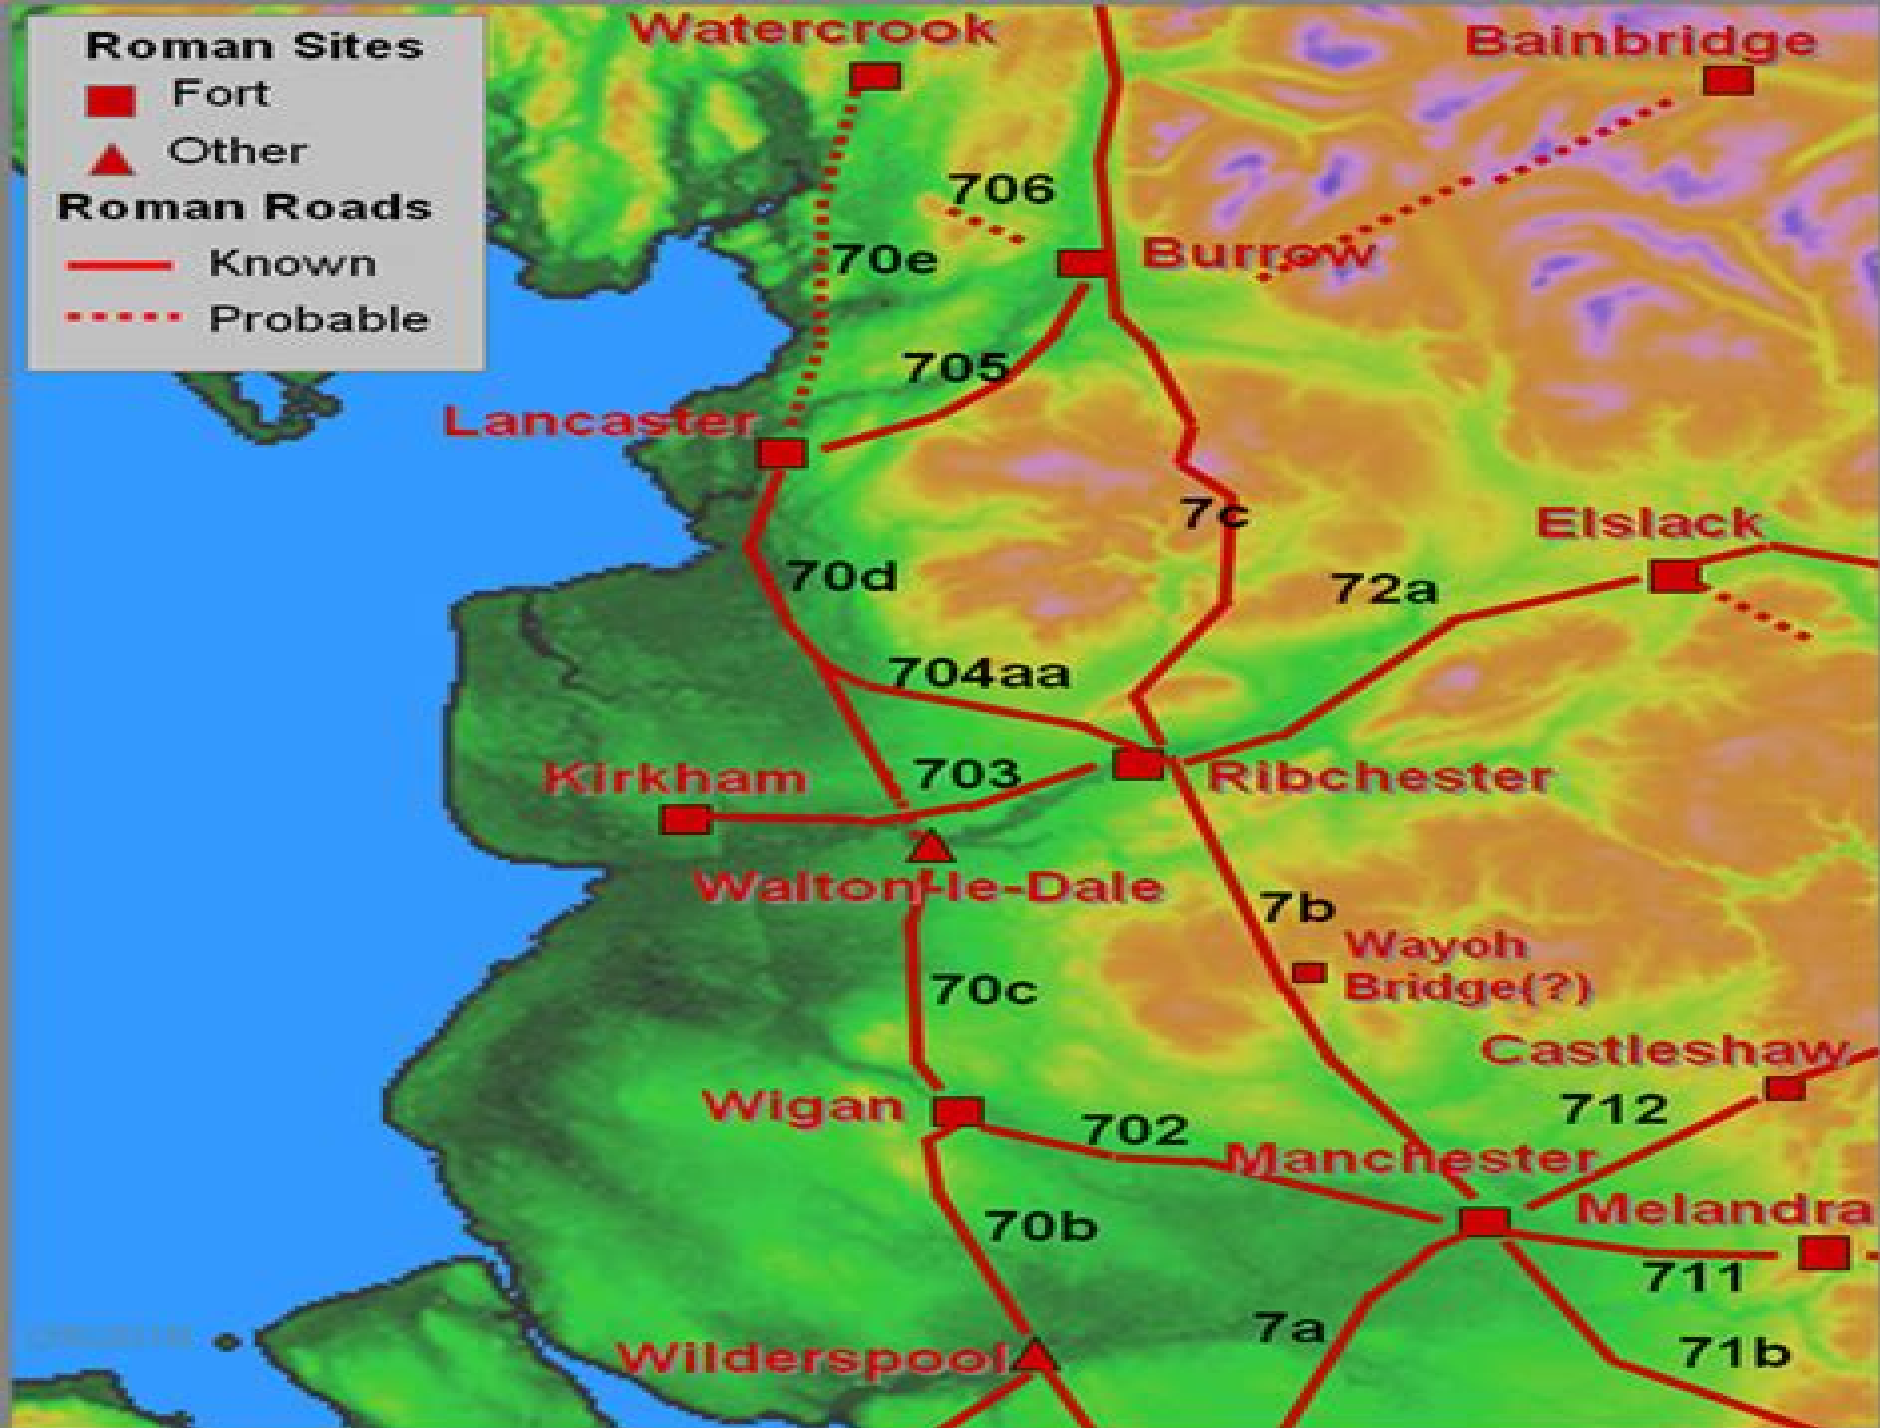 Roman Sites
Fort
Other
Roman Roads
Known
Probable
Watercrook
Bainbridge
706
70e
Burrow
705
Lancaster
7c
Elslack
70d
72a
704aa
703
Kirkham
Ribchester
Walton-le-Dale
7b
Wayoh
Bridge(?)
70c
Castleshaw
Wigan
702
712
Manchester
Melandra
70b
711
7a
71b
Wilderspool